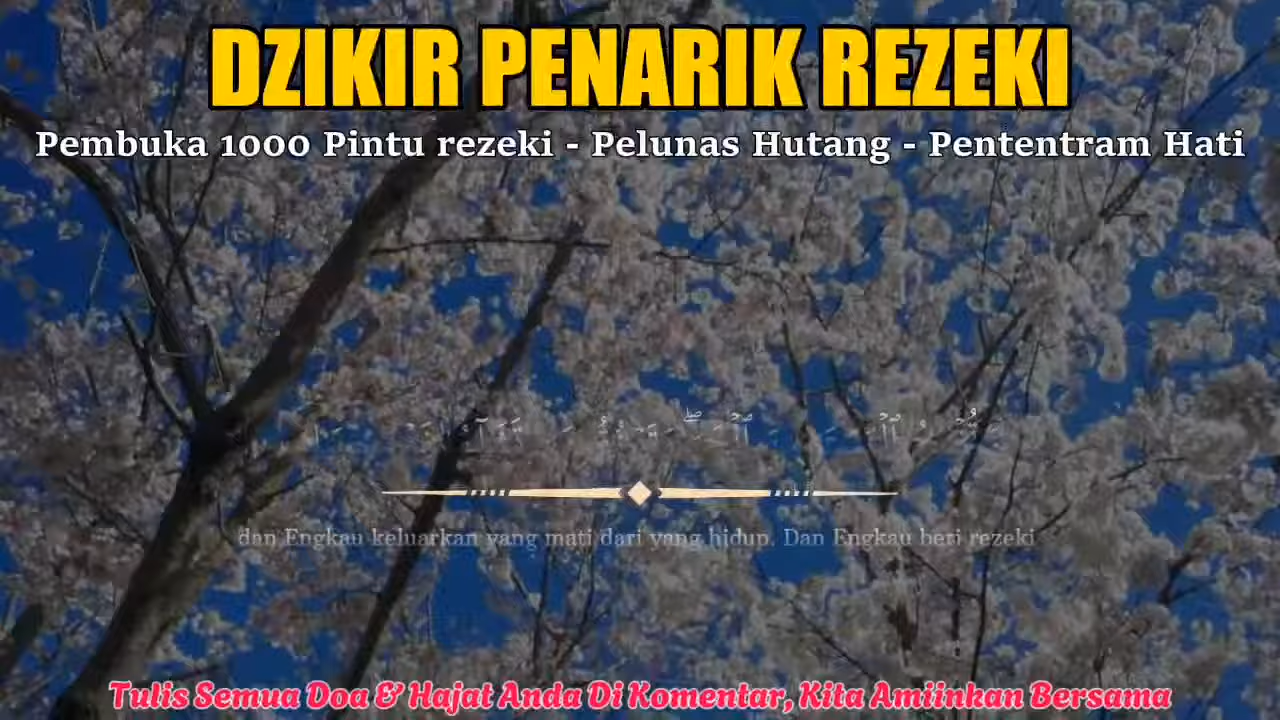 DZIKIR PENARIK REZEKI
Pembuka 1000 Pintu rezeki - Pelunas Hutang - Pententram Hati
dan Engkau keluarkan yang mati dari yang hidup. Dan Engkau beri rezeki
Tulis Semua Doa & Hajat Anda Di Komentar, Kita Amiinkan Bersama